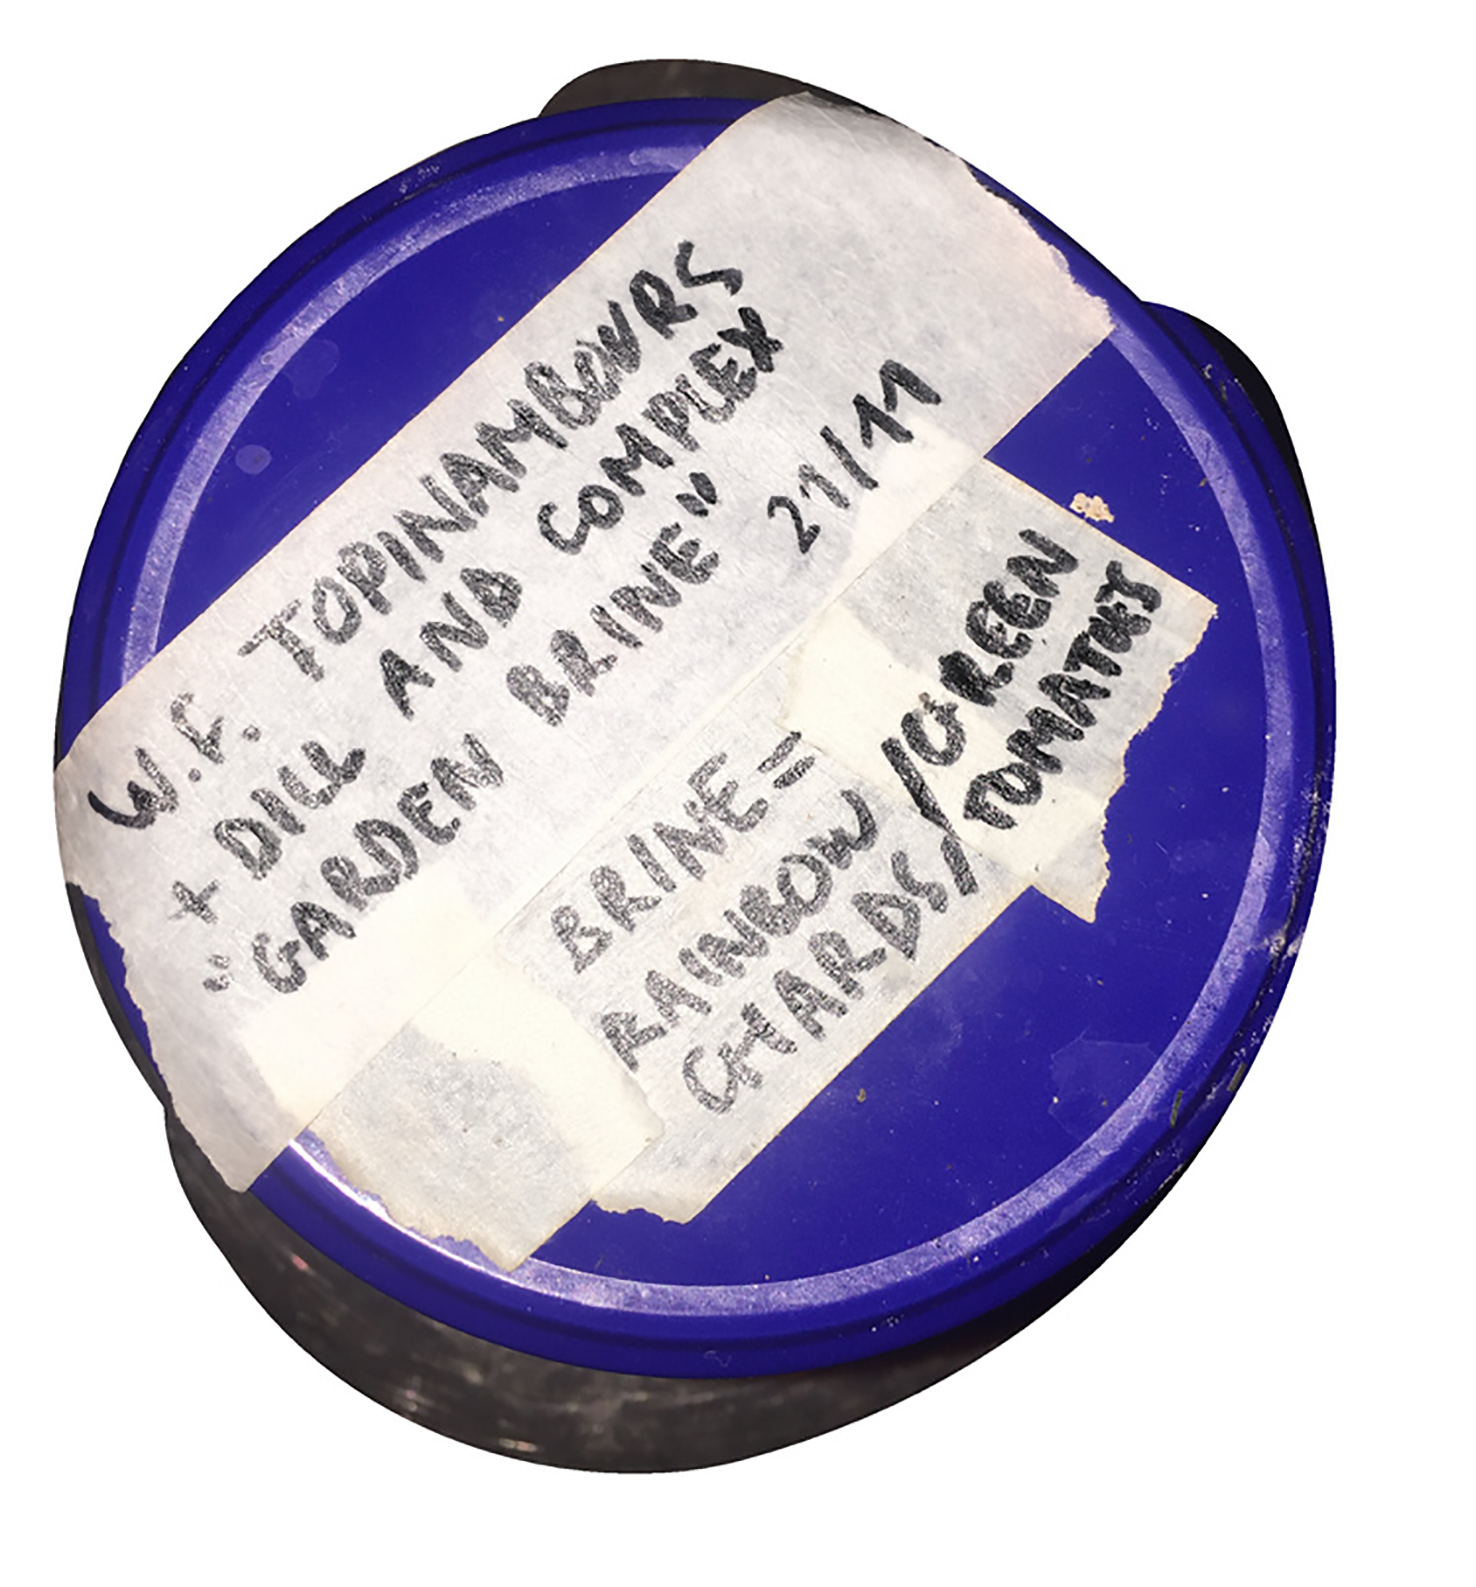 W.F. TOPINAMBOURS
+ DILL AND COMPLEX
"GARDEN BRINE" 21/11
BRINE =
RAINBOW
CHARDS/GREEN
TOMATOES